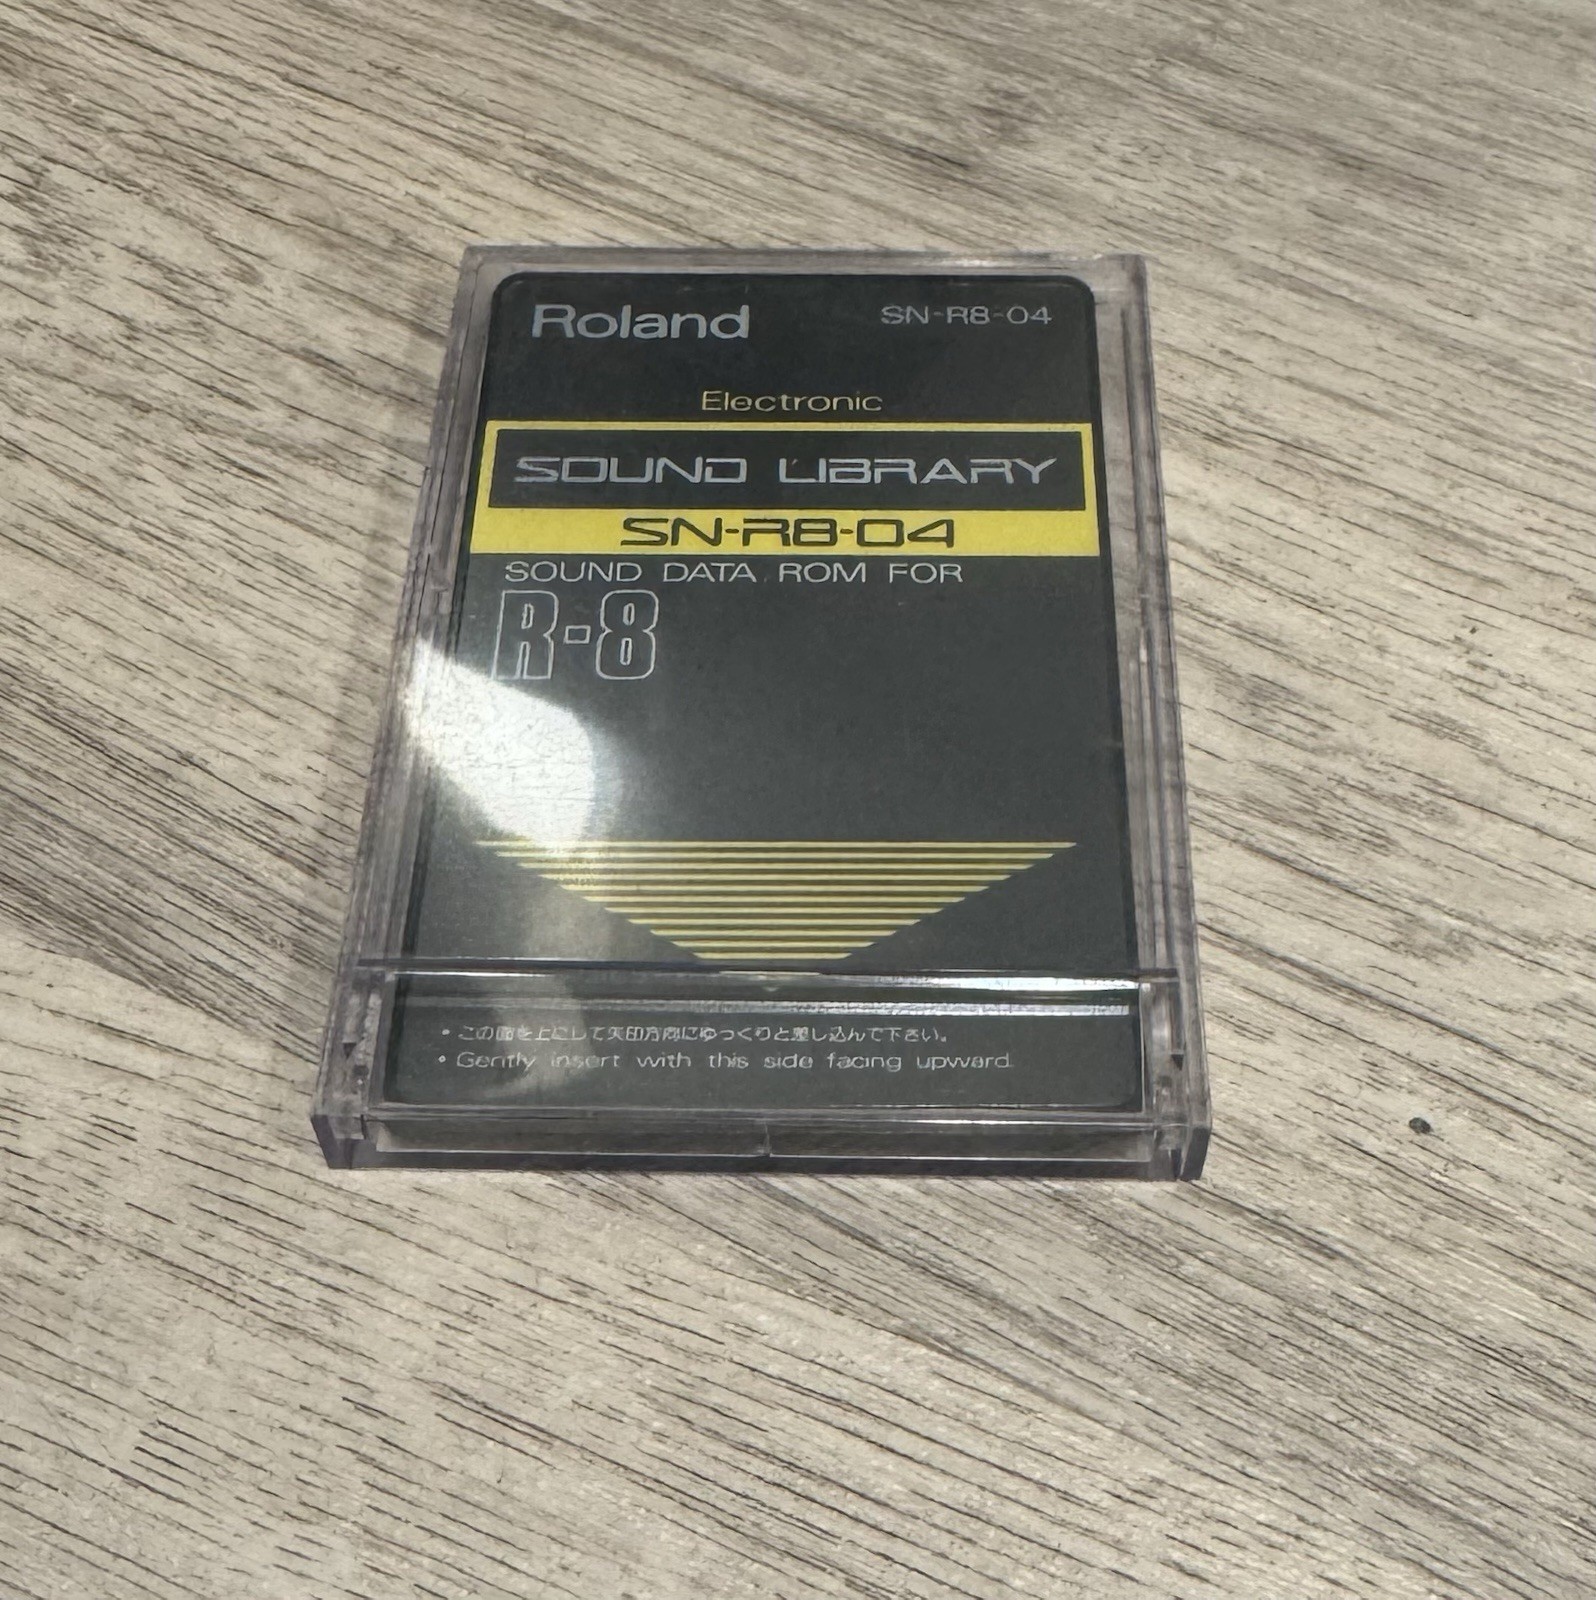 Roland
SN-R8-04
Electronic
SOUND LIBRARY
SN-R8-04
SOUND DATA ROM FOR
R-8
• この面を上にして矢印方向にゆっくりと差し込んで下さい。
• Gently insert with this side facing upward.